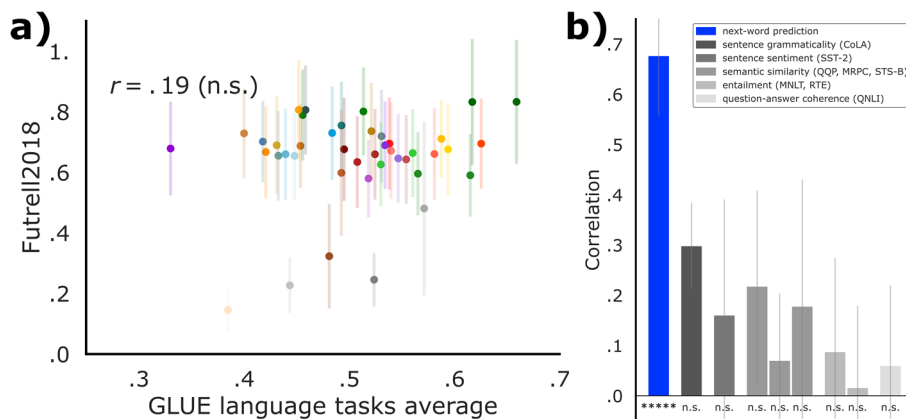 a)
1.
.8
.6
.4
.2
.0
Futrell2018
r = .19 (n.s.)
.3
.4
.5
.6
.7
GLUE language tasks average
b)
.7
.6
.5
.4
.3
.2
.1
.0
Correlation
next-word prediction
sentence grammaticality (CoLA)
sentence sentiment (SST-2)
semantic similarity (QQP, MRPC, STS-B)
entailment (MNLT, RTE)
question-answer coherence (QNLI)
***** n.s. n.s. n.s. n.s. n.s. n.s. n.s. n.s.